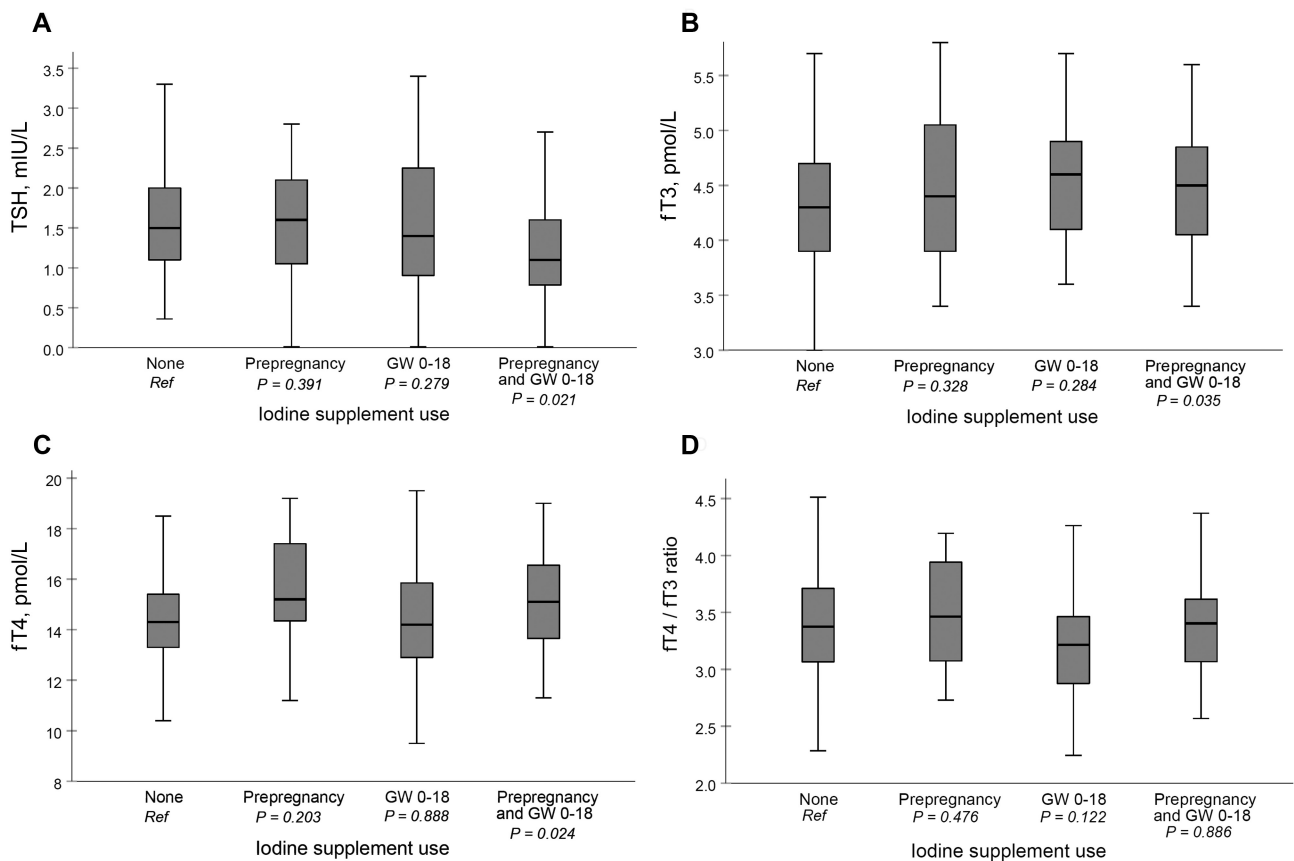 A
TSH, mIU/L
3.5
3.0
2.5
2.0
1.5
1.0
0.5
0.0
None
Ref
Prepregnancy
P = 0.391
GW 0-18
P = 0.279
Prepregnancy
and GW 0-18
P = 0.021
Iodine supplement use
B
fT3, pmol/L
5.5
5.0
4.5
4.0
3.5
3.0
None
Ref
Prepregnancy
P = 0.328
GW 0-18
P = 0.284
Prepregnancy
and GW 0-18
P = 0.035
Iodine supplement use
C
fT4, pmol/L
20
18
16
14
12
10
8
None
Ref
Prepregnancy
P = 0.203
GW 0-18
P = 0.888
Prepregnancy
and GW 0-18
P = 0.024
Iodine supplement use
D
fT4 / fT3 ratio
4.5
4.0
3.5
3.0
2.5
2.0
None
Ref
Prepregnancy
P = 0.476
GW 0-18
P = 0.122
Prepregnancy
and GW 0-18
P = 0.886
Iodine supplement use